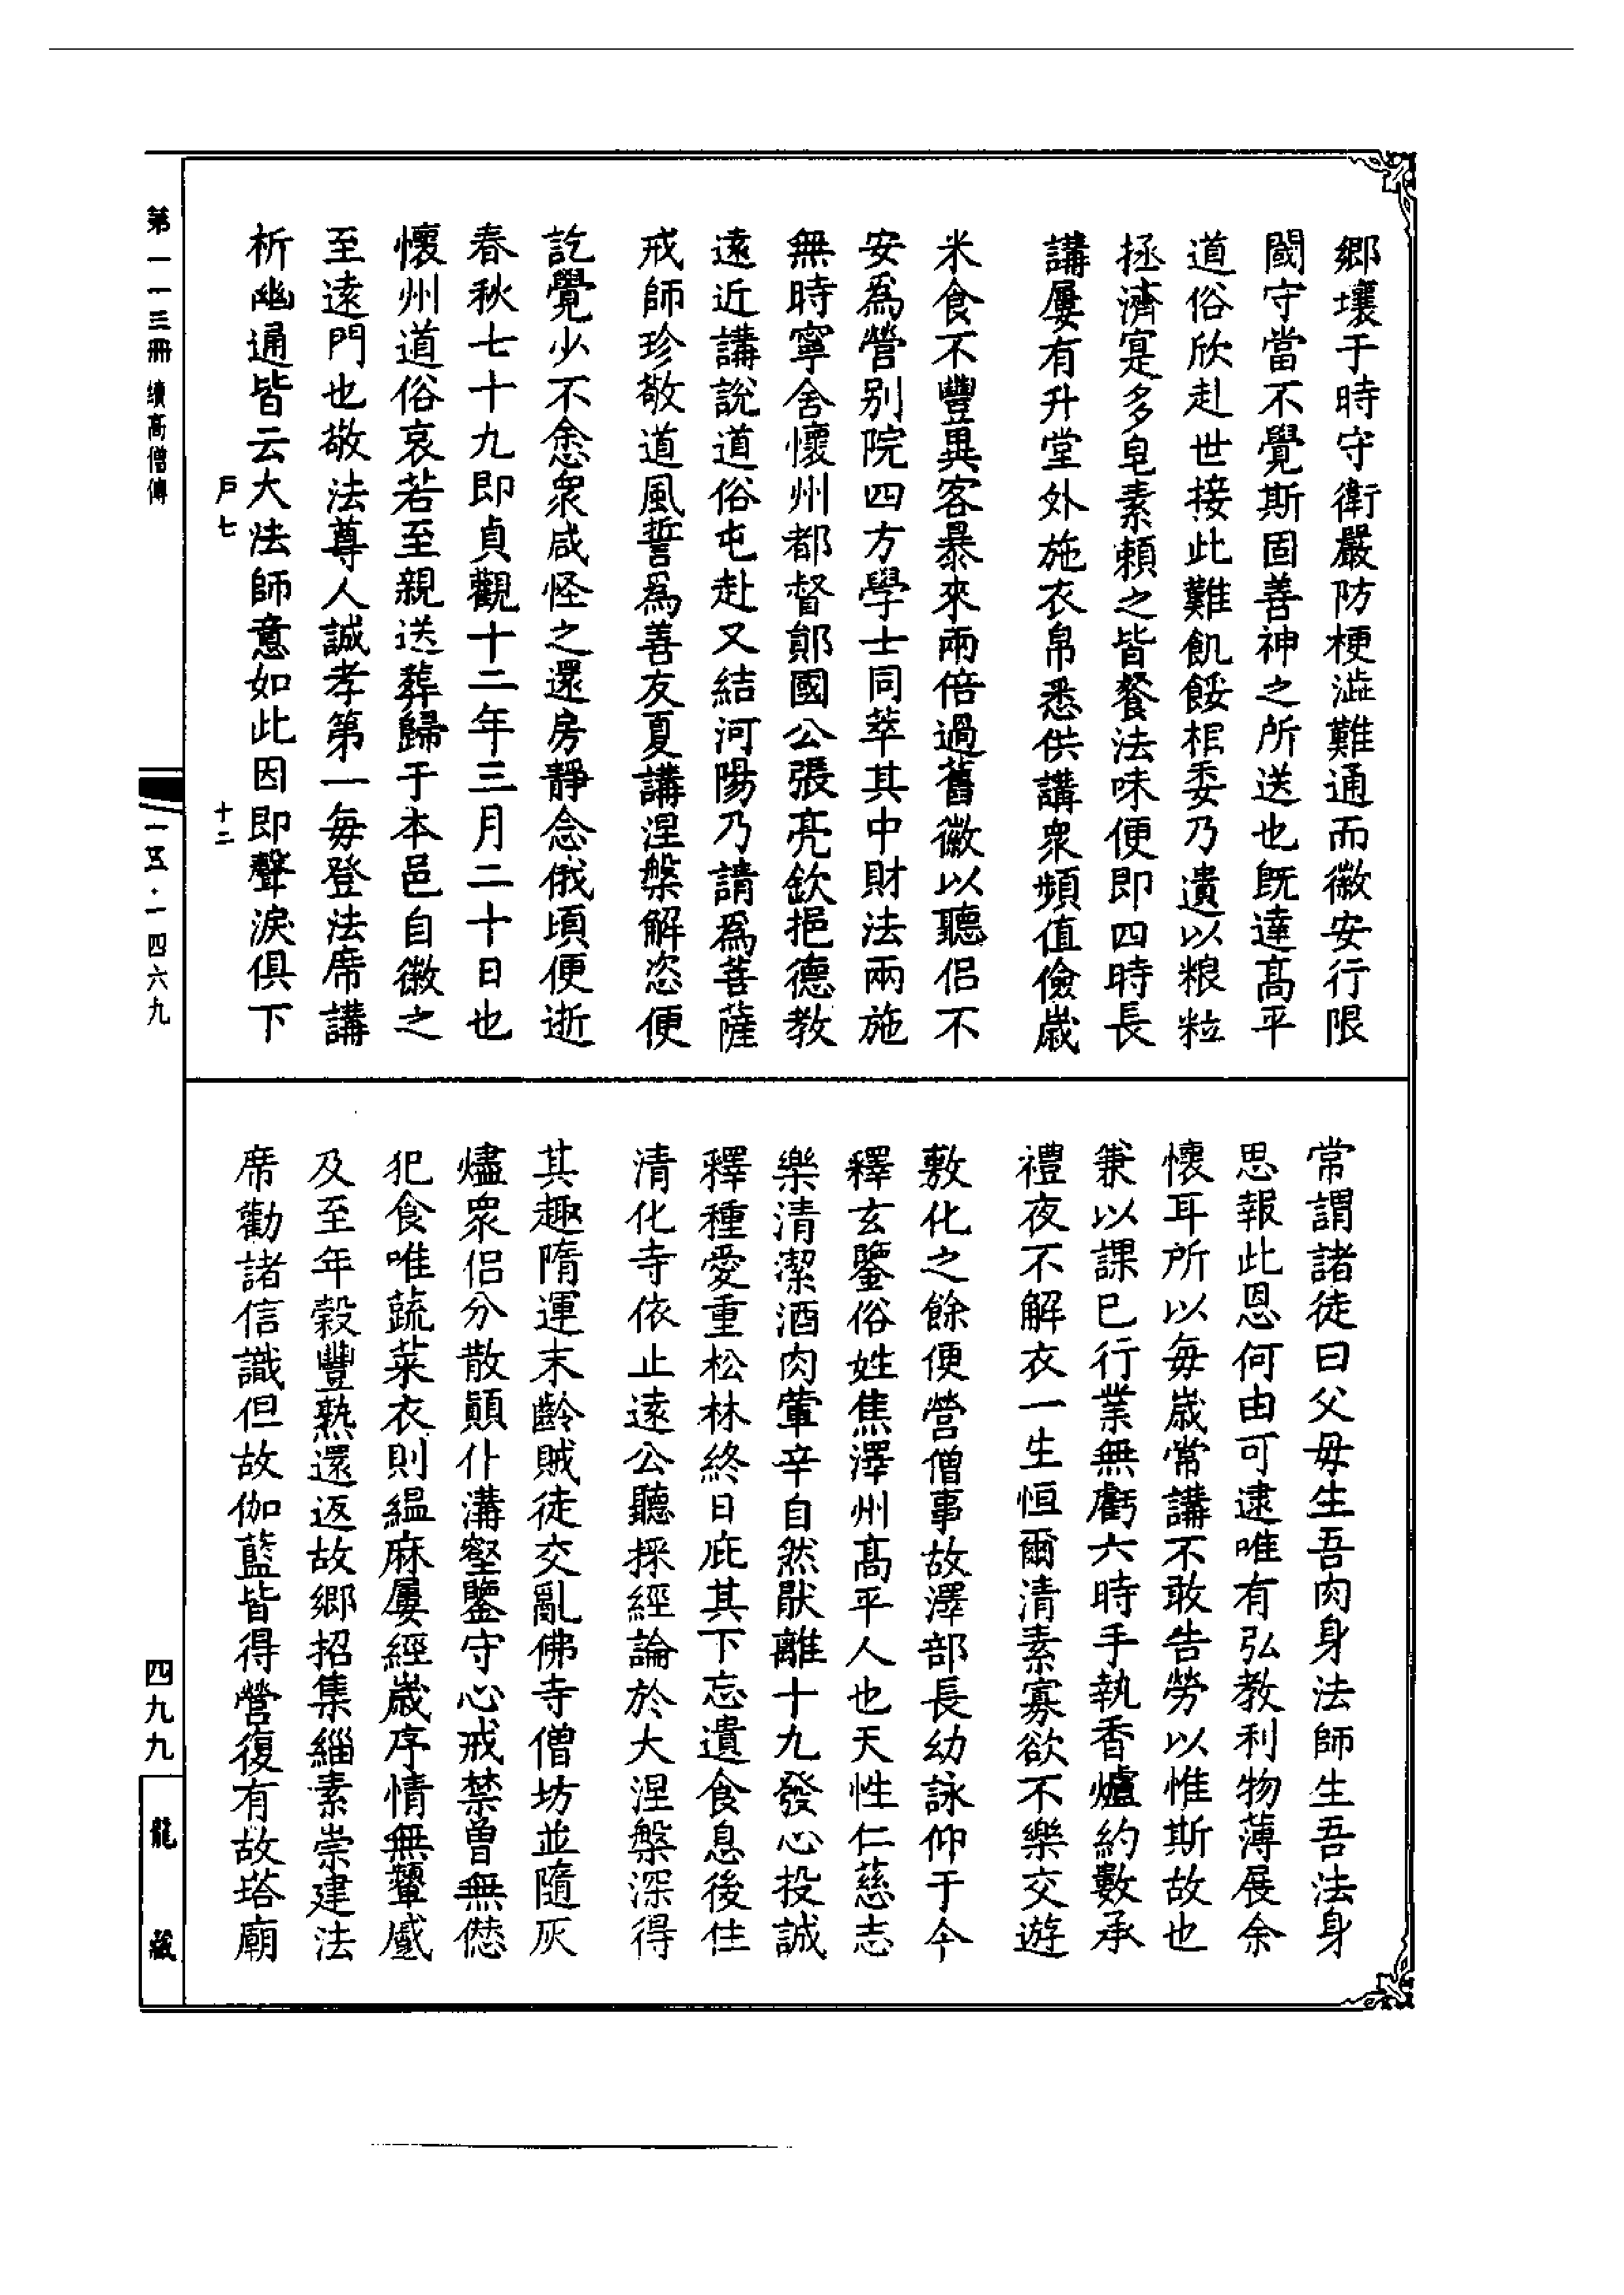 鄉壤于時守衛嚴防梗澁難通而徽安行限
閾守當不覺斯固善神之所送也既達髙平
道俗欣赴世接此難飢餒相委乃遺以粮粒
拯濟寔多皂素頼之皆餐法味便即四時長
講屢有升堂外施衣帛悉供講衆頻值儉歲
米食不豐異客暴來兩倍過舊徽以聽侣不
安爲營别院四方學士同萃其中財法兩施
無時寧舍懷州都督鄖國公張亮欽挹德教
遠近講說道俗屯赴又結河陽乃請爲菩薩
戒師珍敬道風誓爲善友夏講涅槃解恣便
訖覺少不悆衆咸怪之還房靜念俄頃便逝
春秋七十九即貞觀十二年三月二十日也
懷州道俗哀若至親送葬歸于本邑自徽之
至遠門也敬法尊人誠孝第一每登法席講
析幽通皆云大法師意如此因即聲淚俱下
戶七
十二
常謂諸徒曰父母生吾肉身法師生吾法身
思報此恩何由可逮唯有弘教利物薄展余
懷耳所以每歲常講不敢告勞以惟斯故也
兼以課已行業無虧六時手執香爐約數承
禮夜不解衣一生恒爾清素寡欲不樂交遊
敷化之餘便營僧事故澤部長幼詠仰于今
釋玄鑒俗姓焦澤州髙平人也天性仁慈志
樂清潔酒肉葷辛自然猒離十九發心投誠
釋種愛重松林終日庇其下忘遺食息後住
清化寺依止遠公聽採經論於大涅槃深得
其趣隋運末齡賊徒交亂佛寺僧坊並隨灰
燼衆侣分散顚仆溝壑鑒守心戒禁曾無愆
犯食唯蔬菜衣則緼麻屢經歲序情無顰慼
及至年榖豐熟還返故鄉招集緇素崇建法
席勸諸信識但故伽藍皆得營復有故塔廟
第一一三冊 續高僧傳
一五·一四六九
四九九
龍藏